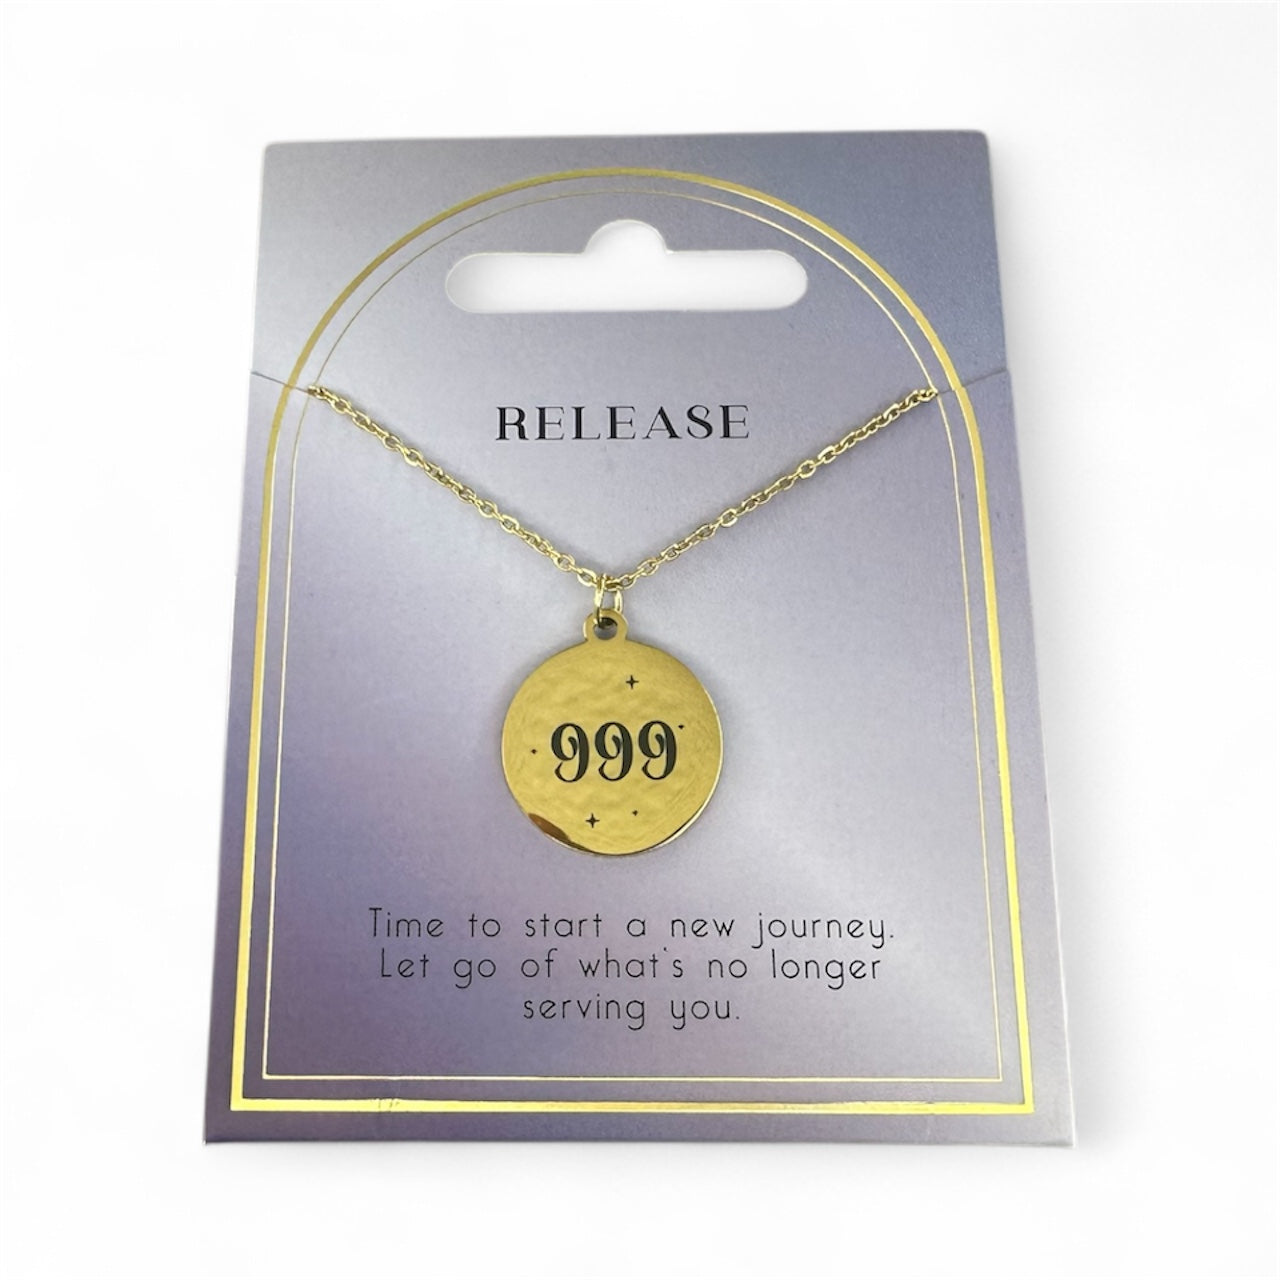 RELEASE
999
Time to start a new journey.
Let go of what's no longer
serving you.